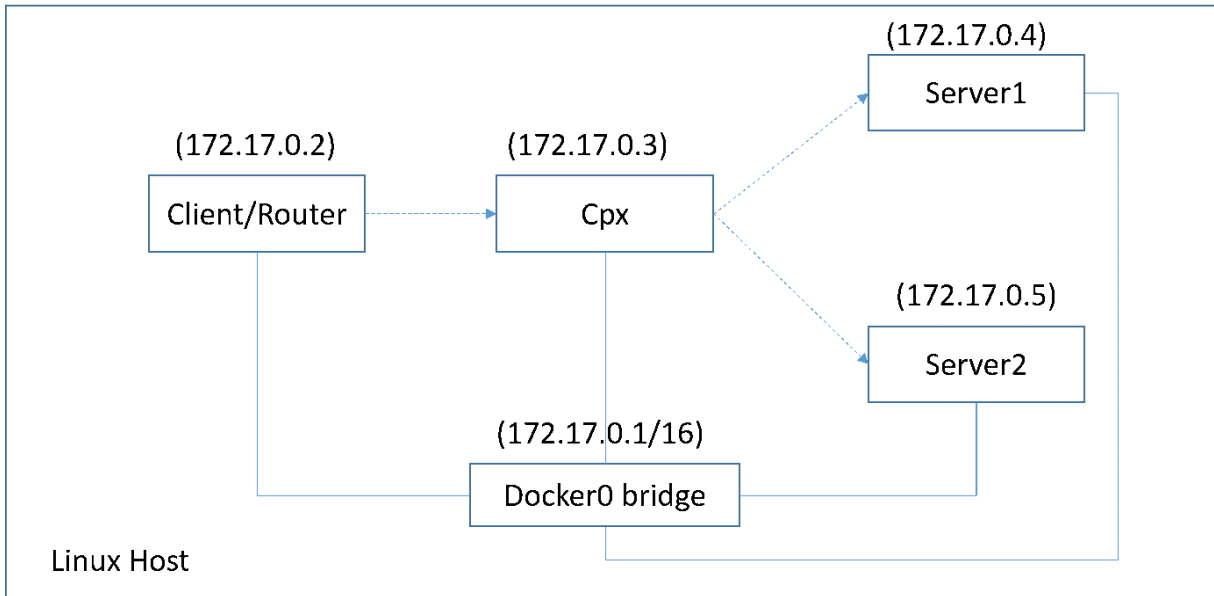 (172.17.0.4)
Server1
(172.17.0.2)
(172.17.0.3)
Client/Router
Cpx
(172.17.0.5)
Server2
(172.17.0.1/16)
Docker0 bridge
Linux Host